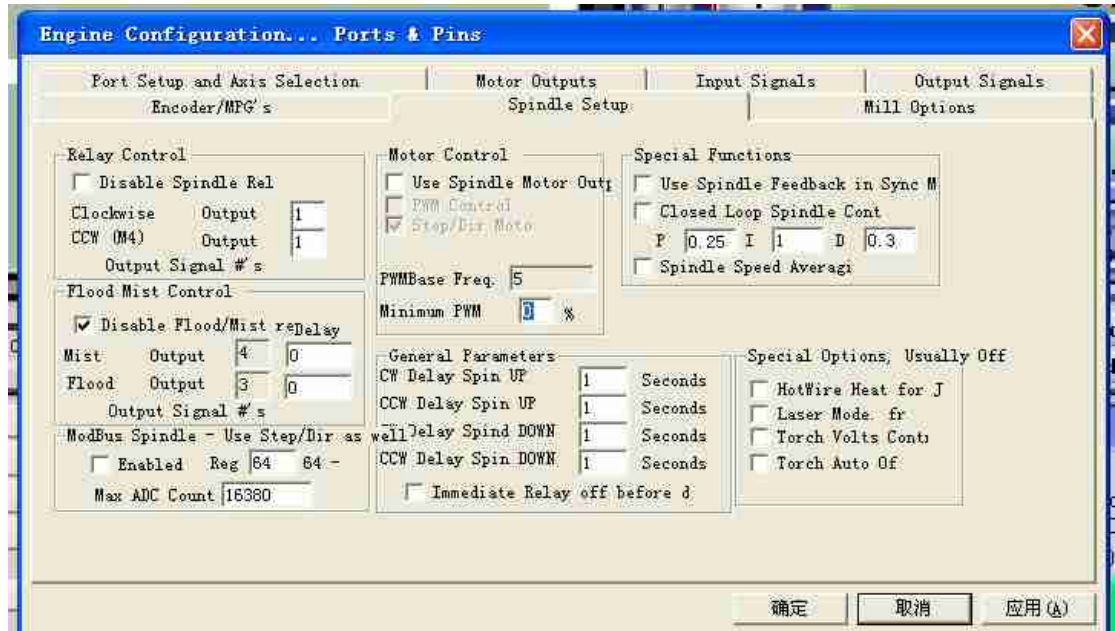 Engine Configuration... Ports & Pins
Port Setup and Axis Selection
Motor Outputs
Input Signals
Output Signals
Encoder/MPG's
Spindle Setup
Mill Options
Relay Control
Disable Spindle Rel
Clockwise Output 1
CCW (M4) Output 1
Output Signal #'s
Flood Mist Control
Disable Flood/Mist re Delay
Mist Output 4 0
Flood Output 3 0
Output Signal #'s
ModBus Spindle - Use Step/Dir as well
Enabled Reg 64 64 -
Max ADC Count 16380
Motor Control
Use Spindle Motor Outp
PWM Control
Step/Dir Moto
PWMBase Freq. 5
Minimum PWM 0 %
General Parameters
CW Delay Spin UP 1 Seconds
CCW Delay Spin UP 1 Seconds
Delay Spind DOWN 1 Seconds
CCW Delay Spin DOWN 1 Seconds
Immediate Relay off before d
Special Functions
Use Spindle Feedback in Sync M
Closed Loop Spindle Cont
P 0.25 I 1 D 0.3
Spindle Speed Averagi
Special Options, Usually Off
HotWire Heat for J
Laser Mode. fr
Torch Volts Cont
Torch Auto Of
确定
取消
应用(A)